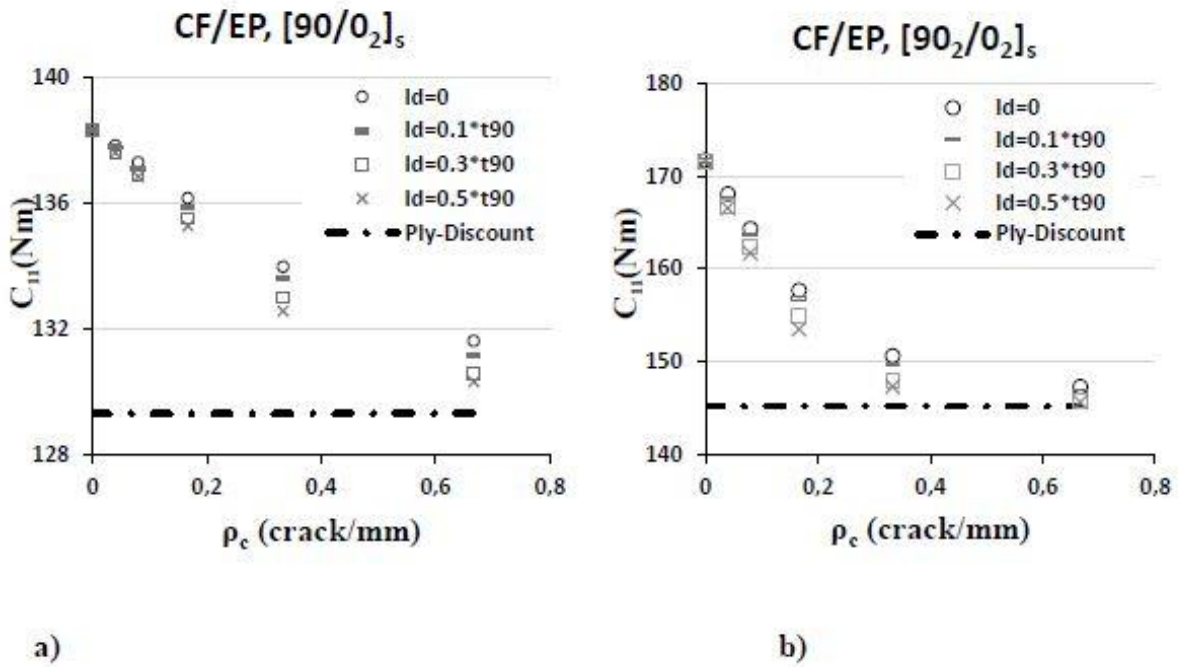 CF/EP, [90/0₂]ₛ
140
136
132
128
C₁₁(Nm)
ld=0
ld=0.1*t90
ld=0.3*t90
ld=0.5*t90
Ply-Discount
0 0,2 0,4 0,6 0,8
ρ_c (crack/mm)
a)
CF/EP, [90₂/0₂]ₛ
180
170
160
150
140
C₁₁(Nm)
ld=0
ld=0.1*t90
ld=0.3*t90
ld=0.5*t90
Ply-Discount
0 0,2 0,4 0,6 0,8
ρ_c (crack/mm)
b)